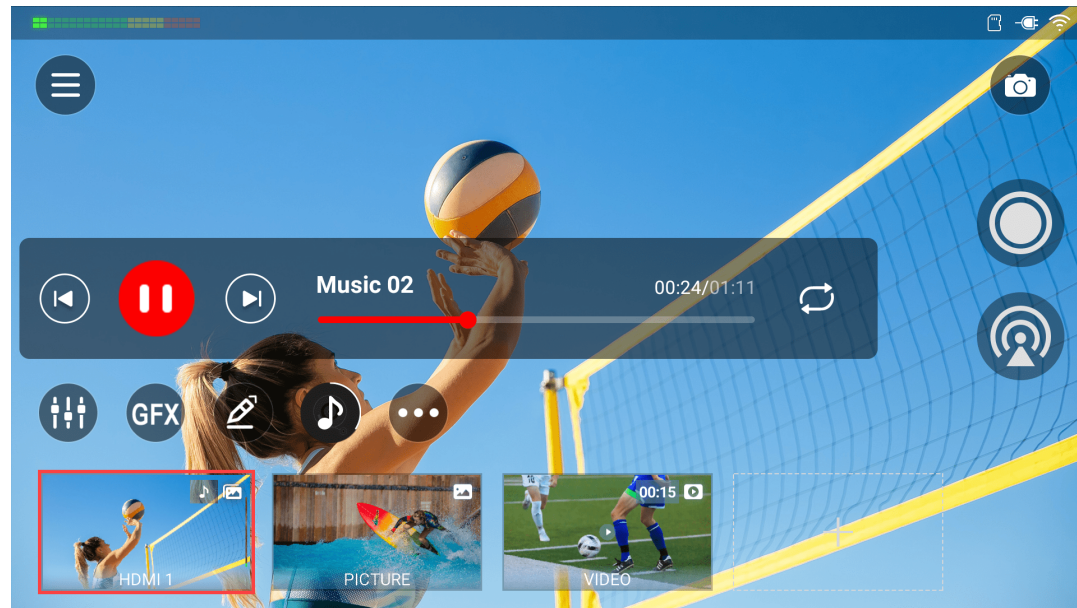 Music 02
00:24/01:11
GFX
00:15
HDMI 1
PICTURE
VIDEO